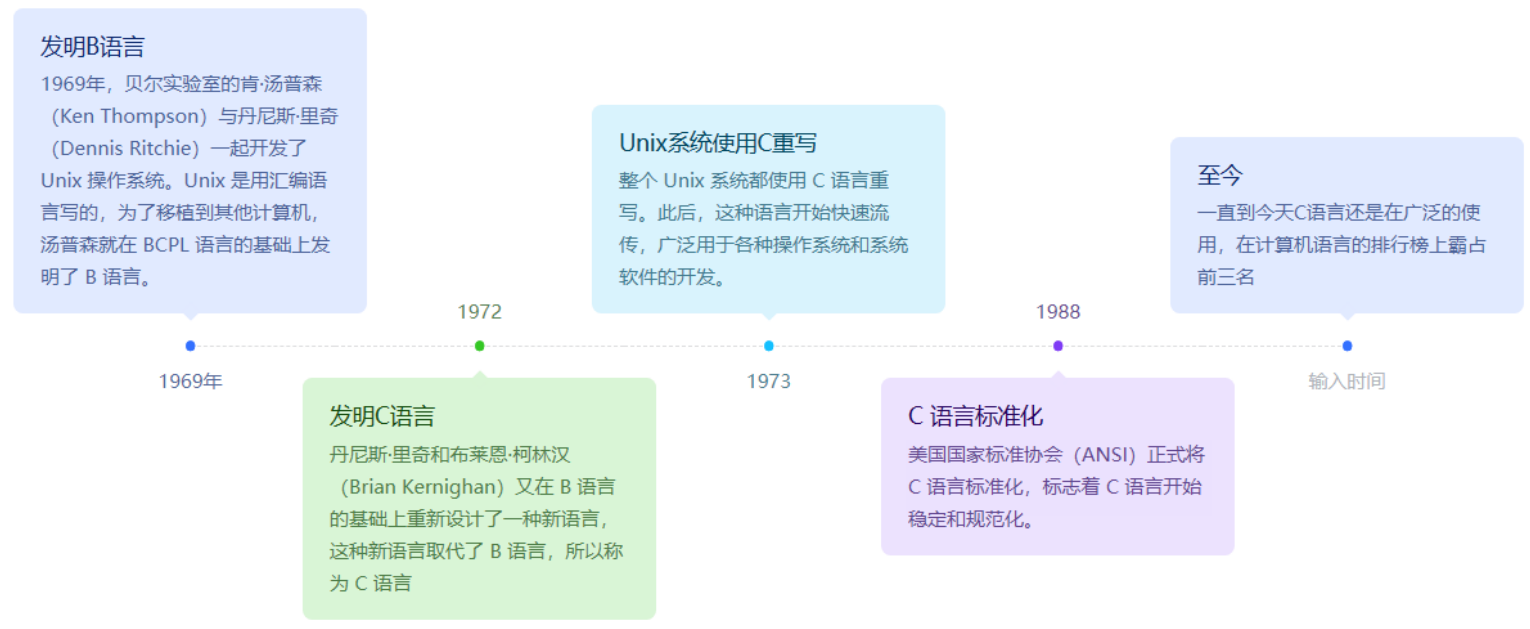 发明B语言
1969年，贝尔实验室的肯·汤普森
（Ken Thompson）与丹尼斯·里奇
（Dennis Ritchie）一起开发了
Unix 操作系统。Unix 是用汇编语
言写的，为了移植到其他计算机，
汤普森就在 BCPL 语言的基础上发
明了 B 语言。
1969年
1972
发明C语言
丹尼斯·里奇和布莱恩·柯林汉
（Brian Kernighan）又在 B 语言
的基础上重新设计了一种新语言，
这种新语言取代了 B 语言，所以称
为 C 语言
Unix系统使用C重写
整个 Unix 系统都使用 C 语言重
写。此后，这种语言开始快速流
传，广泛用于各种操作系统和系统
软件的开发。
1973
1988
C 语言标准化
美国国家标准协会（ANSI）正式将
C 语言标准化，标志着 C 语言开始
稳定和规范化。
至今
一直到今天C语言还是在广泛的使
用，在计算机语言的排行榜上霸占
前三名
输入时间